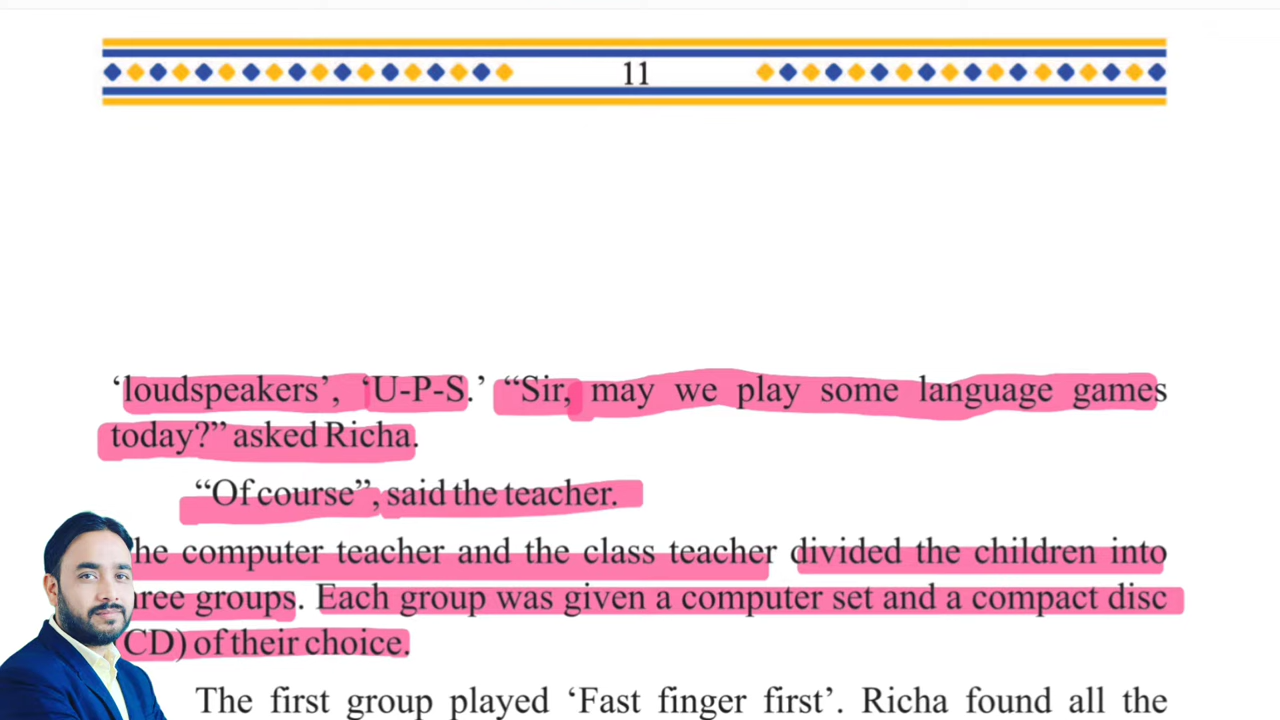 11
‘loudspeakers’, ‘U-P-S.’ “Sir, may we play some language games
today?” asked Richa.
“Of course”, said the teacher.
he computer teacher and the class teacher divided the children into
ree groups. Each group was given a computer set and a compact disc
CD) of their choice.
The first group played ‘Fast finger first’. Richa found all the